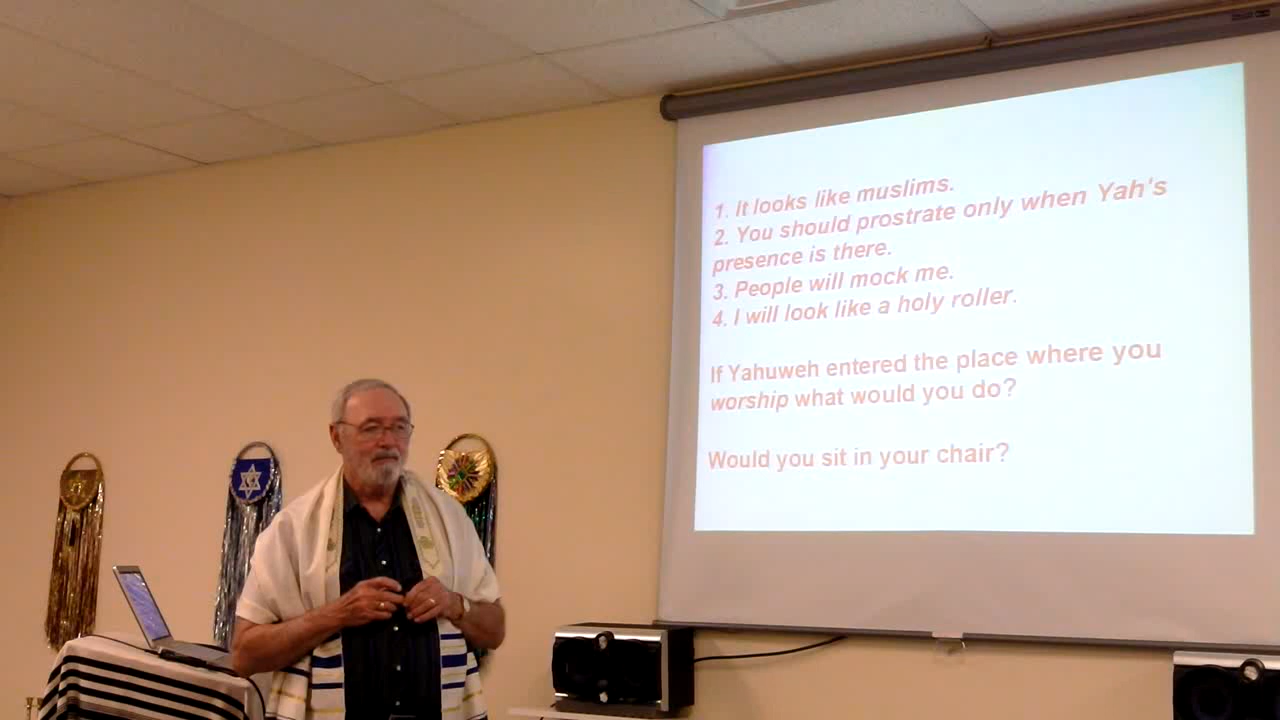 1. It looks like muslims.
2. You should prostrate only when Yah's
presence is there.
3. People will mock me.
4. I will look like a holy roller.
If Yahuweh entered the place where you
worship what would you do?
Would you sit in your chair?